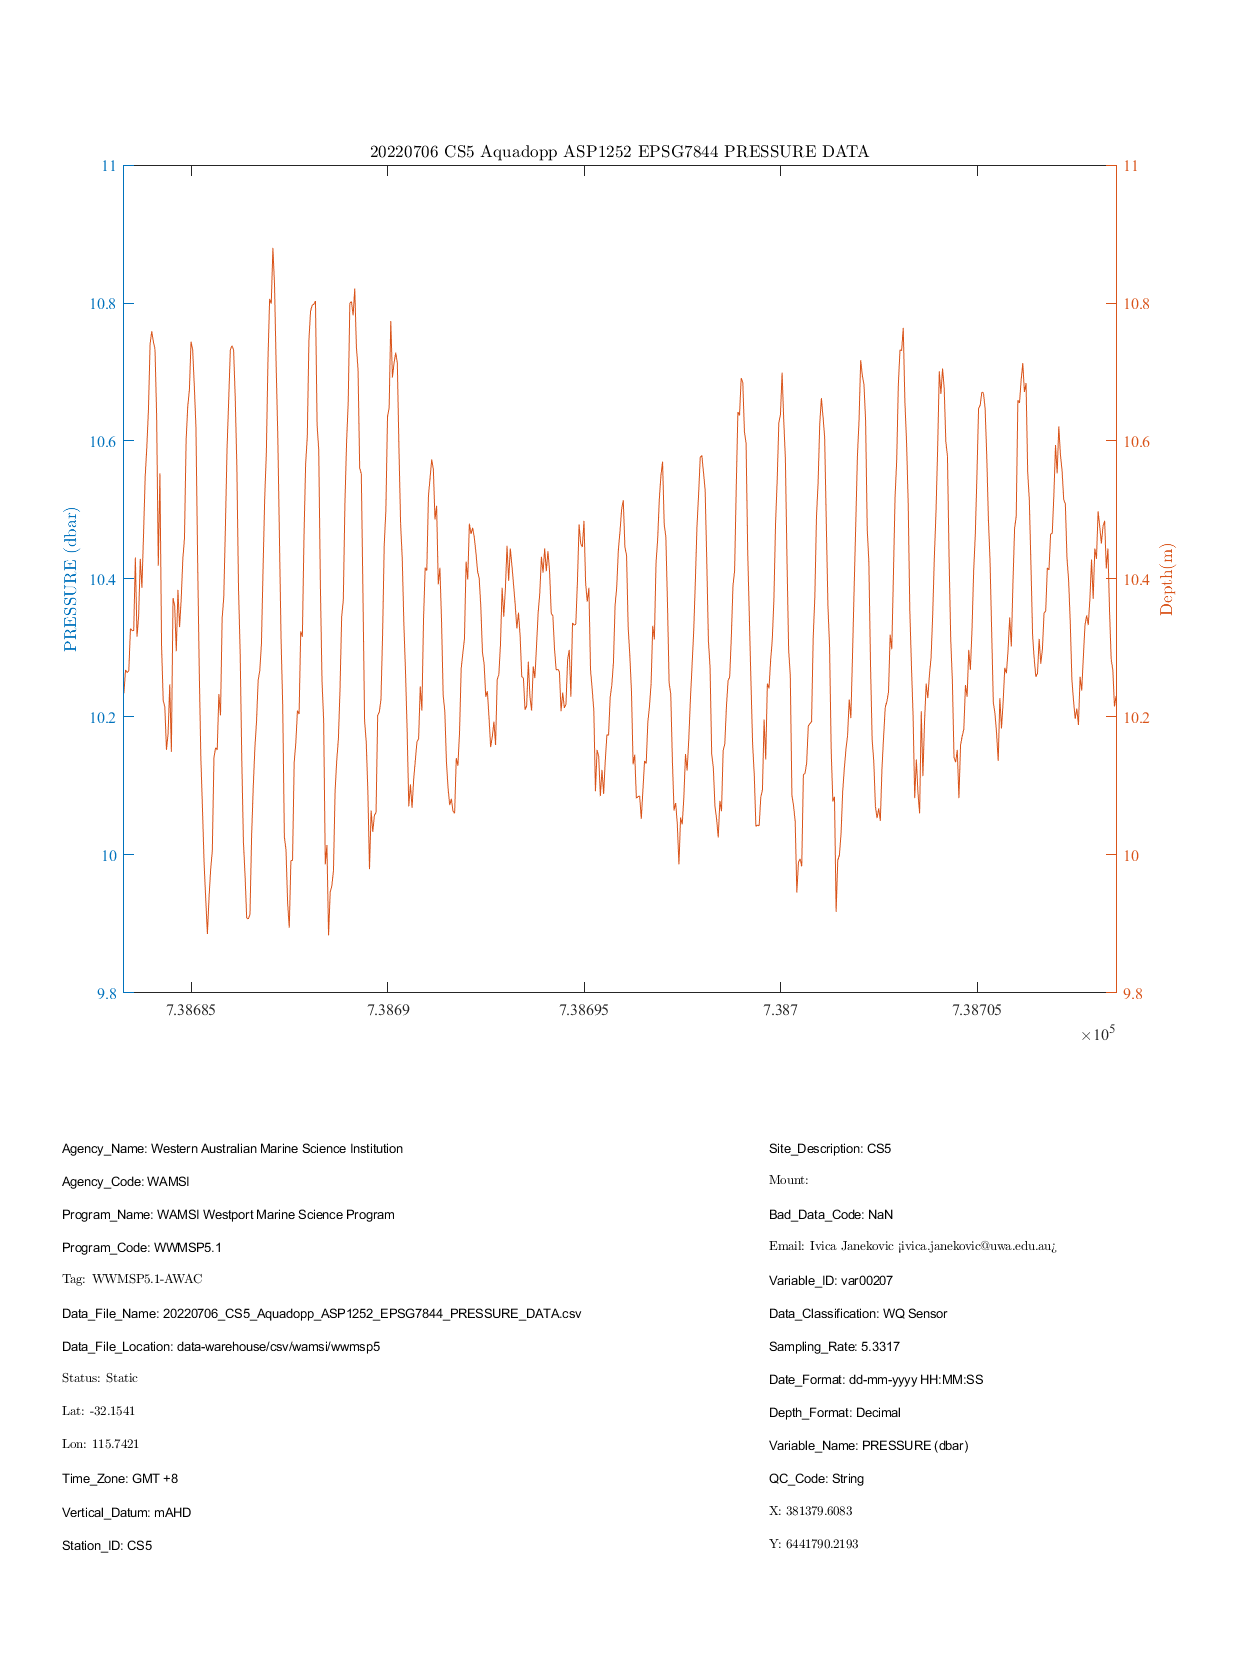 20220706 CS5 Aquadopp ASP1252 EPSG7844 PRESSURE DATA
11
10.8
10.6
10.4
10.2
10
9.8
PRESSURE (dbar)
11
10.8
10.6
10.4
10.2
10
9.8
Depth(m)
7.38685 7.3869 7.38695 7.387 7.38705
×10^5
Agency_Name: Western Australian Marine Science Institution
Agency_Code: WAMSI
Program_Name: WAMSI Westport Marine Science Program
Program_Code: WWMSP5.1
Tag: WWMSP5.1-AWAC
Data_File_Name: 20220706_CS5_Aquadopp_ASP1252_EPSG7844_PRESSURE_DATA.csv
Data_File_Location: data-warehouse/csv/wamsi/wwmsp5
Status: Static
Lat: -32.1541
Lon: 115.7421
Time_Zone: GMT +8
Vertical_Datum: mAHD
Station_ID: CS5
Site_Description: CS5
Mount:
Bad_Data_Code: NaN
Email: Ivica Janekovic ¡ivica.janekovic@uwa.edu.au¿
Variable_ID: var00207
Data_Classification: WQ Sensor
Sampling_Rate: 5.3317
Date_Format: dd-mm-yyyy HH:MM:SS
Depth_Format: Decimal
Variable_Name: PRESSURE (dbar)
QC_Code: String
X: 381379.6083
Y: 6441790.2193